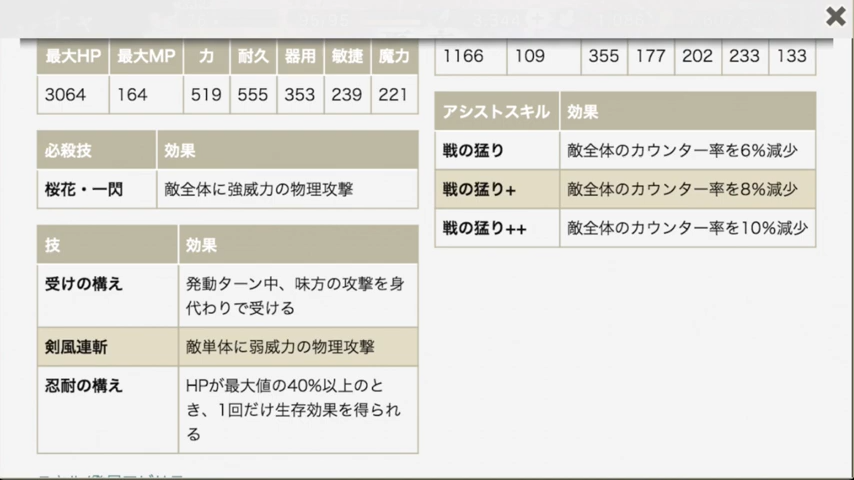 最大HP 最大MP 力 耐久 器用 敏捷 魔力
3064 164 519 555 353 239 221
必殺技 効果
桜花・一閃 敵全体に強威力の物理攻撃
技 効果
受けの構え 発動ターン中、味方の攻撃を身
代わりで受ける
剣風連斬 敵単体に弱威力の物理攻撃
忍耐の構え HPが最大値の40%以上のと
き、1回だけ生存効果を得られ
る
1166 109 355 177 202 233 133
アシストスキル 効果
戦の猛り 敵全体のカウンター率を6%減少
戦の猛り+ 敵全体のカウンター率を8%減少
戦の猛り++ 敵全体のカウンター率を10%減少